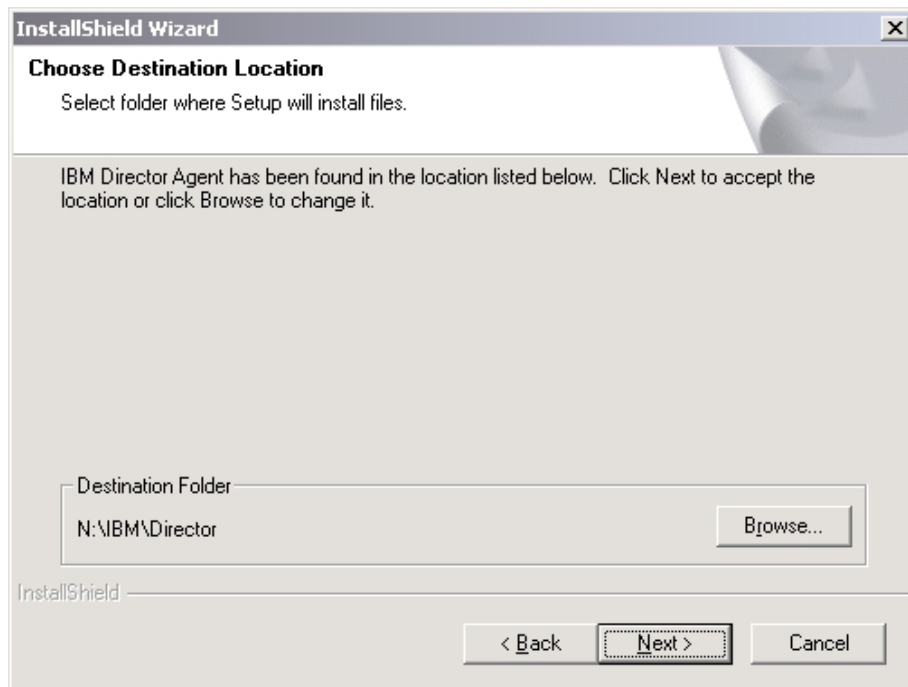 InstallShield Wizard
Choose Destination Location
Select folder where Setup will install files.
IBM Director Agent has been found in the location listed below.  Click Next to accept the
location or click Browse to change it.
Destination Folder
N:\IBM\Director
Browse...
InstallShield
< Back
Next >
Cancel